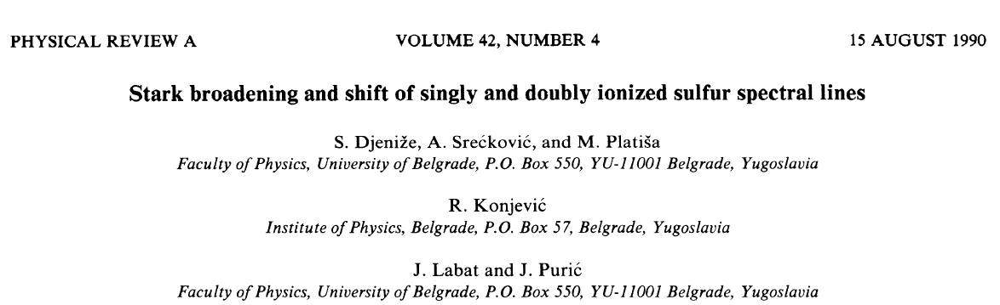 PHYSICAL REVIEW A VOLUME 42, NUMBER 4 15 AUGUST 1990
Stark broadening and shift of singly and doubly ionized sulfur spectral lines
S. Djeniže, A. Srećković, and M. Platiša
Faculty of Physics, University of Belgrade, P.O. Box 550, YU-11001 Belgrade, Yugoslavia
R. Konjević
Institute of Physics, Belgrade, P.O. Box 57, Belgrade, Yugoslavia
J. Labat and J. Purić
Faculty of Physics, University of Belgrade, P.O. Box 550, YU-11001 Belgrade, Yugoslavia